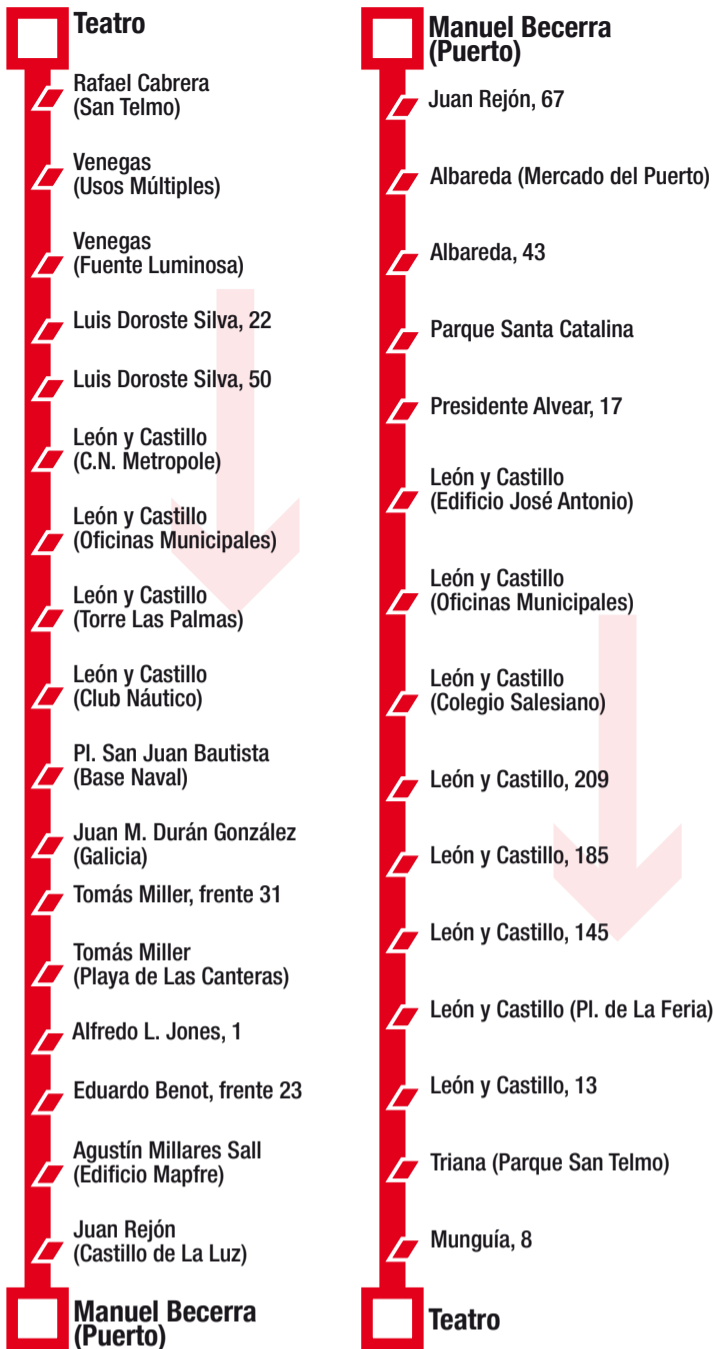 Teatro
Rafael Cabrera
(San Telmo)
Venegas
(Usos Múltiples)
Venegas
(Fuente Luminosa)
Luis Doroste Silva, 22
Luis Doroste Silva, 50
León y Castillo
(C.N. Metropole)
León y Castillo
(Oficinas Municipales)
León y Castillo
(Torre Las Palmas)
León y Castillo
(Club Náutico)
Pl. San Juan Bautista
(Base Naval)
Juan M. Durán González
(Galicia)
Tomás Miller, frente 31
Tomás Miller
(Playa de Las Canteras)
Alfredo L. Jones, 1
Eduardo Benot, frente 23
Agustín Millares Sall
(Edificio Mapfre)
Juan Rejón
(Castillo de La Luz)
Manuel Becerra
(Puerto)
Manuel Becerra
(Puerto)
Juan Rejón, 67
Albareda (Mercado del Puerto)
Albareda, 43
Parque Santa Catalina
Presidente Alvear, 17
León y Castillo
(Edificio José Antonio)
León y Castillo
(Oficinas Municipales)
León y Castillo
(Colegio Salesiano)
León y Castillo, 209
León y Castillo, 185
León y Castillo, 145
León y Castillo (Pl. de La Feria)
León y Castillo, 13
Triana (Parque San Telmo)
Munguía, 8
Teatro